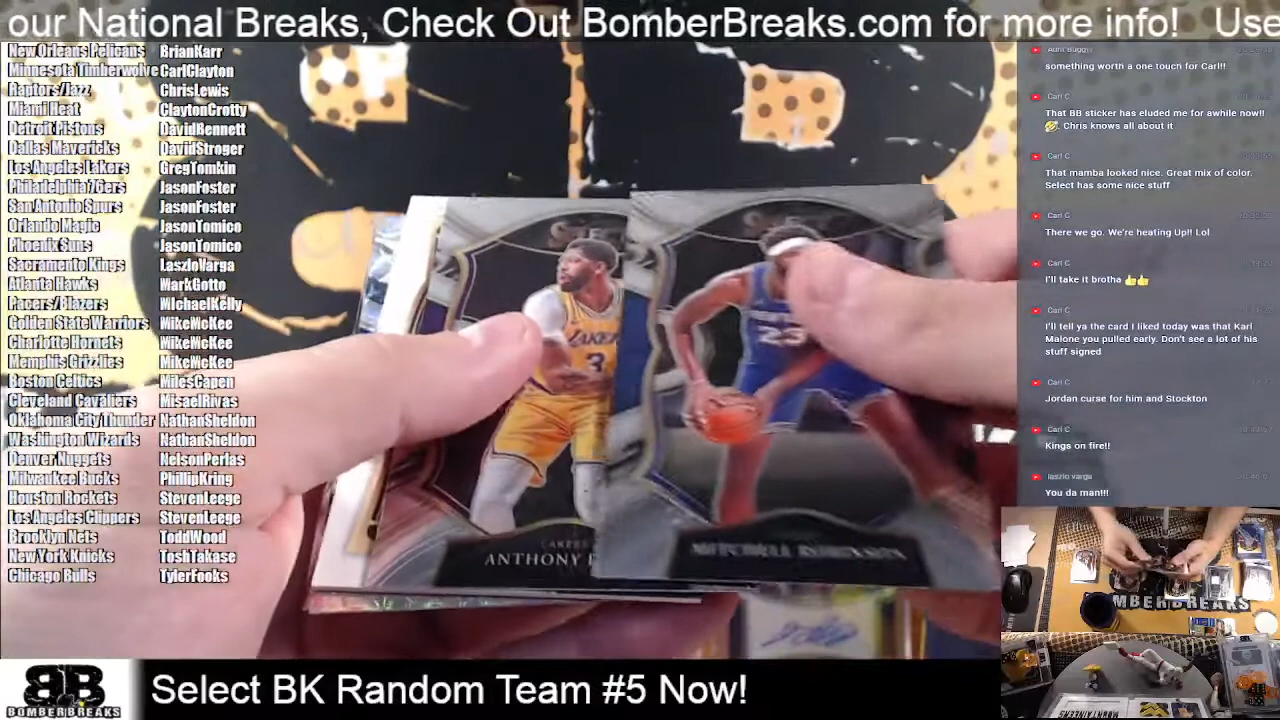 our National Breaks, Check Out BomberBreaks.com for more info! Use
New Orleans Pelicans BrianKarr
Minnesota Timberwolve CarlClayton
Raptors/Jazz ChrisLewis
Miami Heat ClaytonCrotty
Detroit Pistons DavidBennett
Dallas Mavericks DavidStroger
Los Angeles Lakers GregTomkin
Philadelphia 76ers JasonFoster
San Antonio Spurs JasonFoster
Orlando Magic JasonTomico
Phoenix Suns JasonTomico
Sacramento Kings LaszloVarga
Atlanta Hawks MarkGotto
Pacers/Blazers MichaelKelly
Golden State Warriors MikeMcKee
Charlotte Hornets MikeMcKee
Memphis Grizzlies MikeMcKee
Boston Celtics MilesCapen
Cleveland Cavaliers MisaelRivas
Oklahoma City Thunder NathanSheldon
Washington Wizards NathanSheldon
Denver Nuggets NelsonPerlas
Milwaukee Bucks PhillipKring
Houston Rockets StevenLeege
Los Angeles Clippers StevenLeege
Brooklyn Nets ToddWood
New York Knicks ToshTakase
Chicago Bulls TylerFooks
LAKERS
3
ANTHONY
23
MITCHELL ROBINSON
something worth a one touch for Carl!!
Carl C
That BB sticker has eluded me for awhile now!!
. Chris knows all about it
Carl C
That mamba looked nice. Great mix of color.
Select has some nice stuff
Carl C
There we go. We're heating Up!! Lol
Carl C
I'll take it brotha 👍👍
Carl C
I'll tell ya the card I liked today was that Karl
Malone you pulled early. Don't see a lot of his
stuff signed
Carl C
Jordan curse for him and Stockton
Carl C
Kings on fire!!
laszlo varga
You da man!!!
MBERBREAKS
BB
BOMBERBREAKS
Select BK Random Team #5 Now!